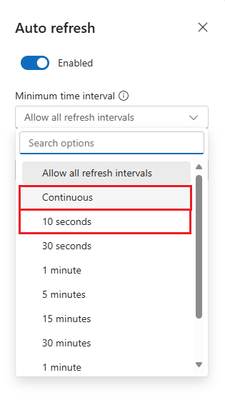 Auto refresh
Enabled
Minimum time interval
Allow all refresh intervals
Search options
Allow all refresh intervals
Continuous
10 seconds
30 seconds
1 minute
5 minutes
15 minutes
30 minutes
1 minute